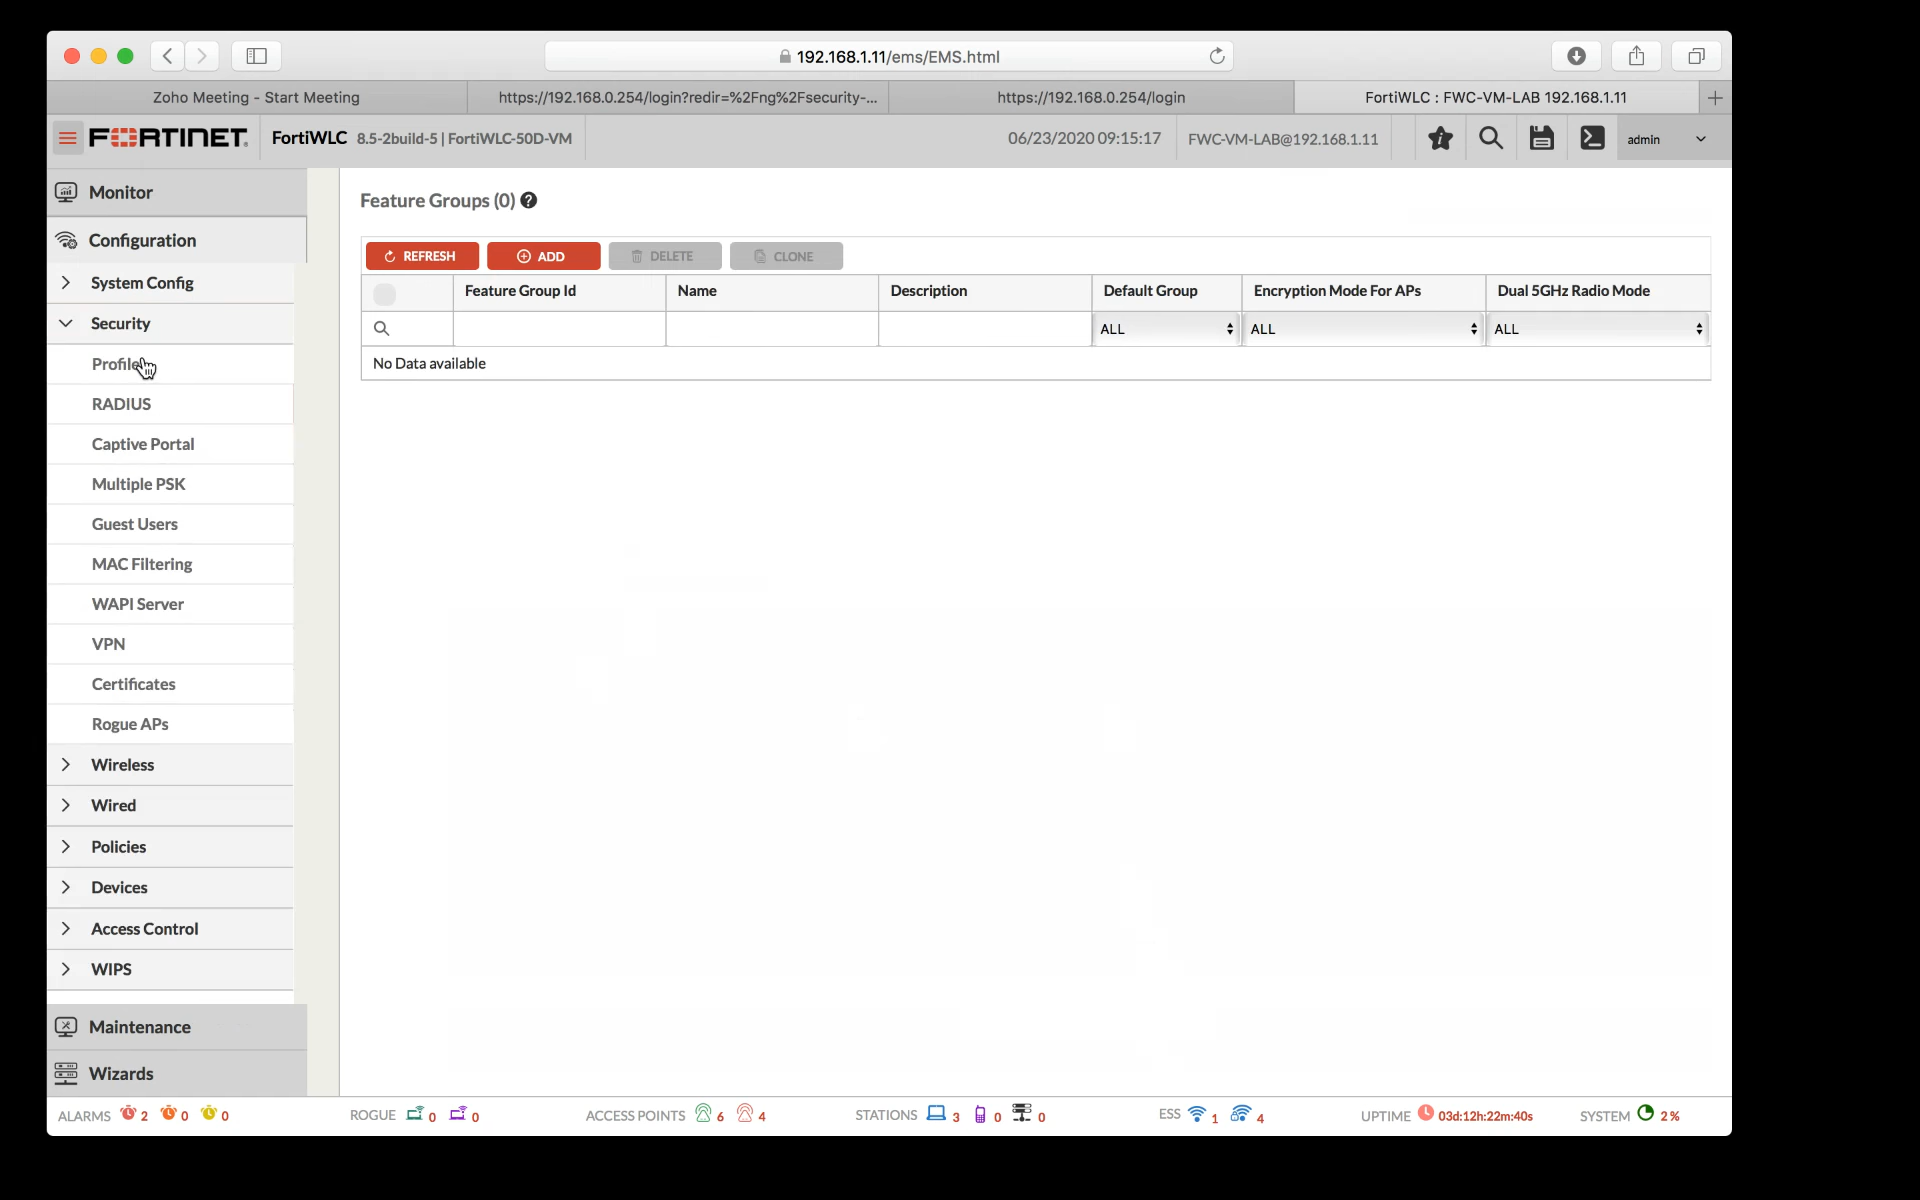 192.168.1.11/ems/EMS.html
Zoho Meeting - Start Meeting
https://192.168.0.254/login?redir=%2Fng%2Fsecurity-...
https://192.168.0.254/login
FortiWLC : FWC-VM-LAB 192.168.1.11
FORTINET
FortiWLC 8.5-2build-5 | FortiWLC-50D-VM
06/23/2020 09:15:17
FWC-VM-LAB@192.168.1.11
admin
Monitor
Configuration
System Config
Security
Profile
RADIUS
Captive Portal
Multiple PSK
Guest Users
MAC Filtering
WAPI Server
VPN
Certificates
Rogue APs
Wireless
Wired
Policies
Devices
Access Control
WIPS
Maintenance
Wizards
Feature Groups (0) ?
REFRESH ADD DELETE CLONE
Feature Group Id Name Description Default Group Encryption Mode For APs Dual 5GHz Radio Mode
ALL ALL ALL
No Data available
ALARMS 2 0 0 ROGUE 0 0 ACCESS POINTS 6 4 STATIONS 3 0 0 ESS 1 4 UPTIME 03d:12h:22m:40s SYSTEM 2%